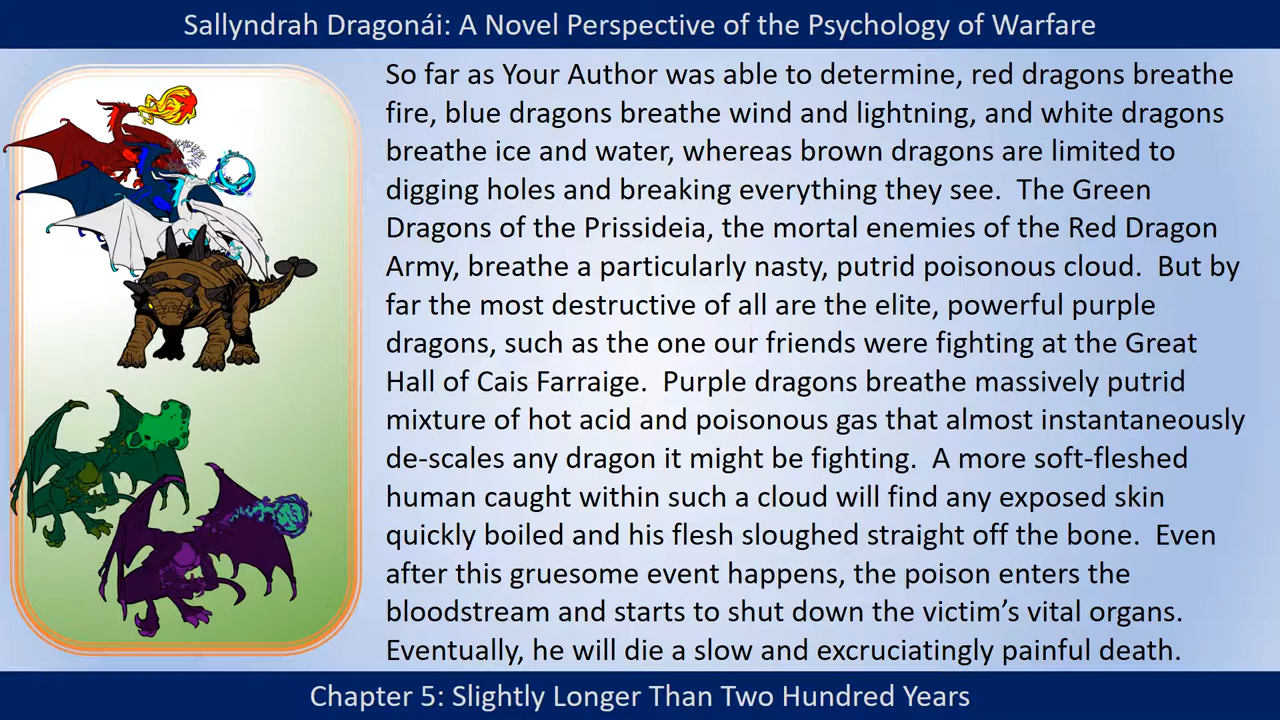 Sallyndrah Dragonái: A Novel Perspective of the Psychology of Warfare
So far as Your Author was able to determine, red dragons breathe
fire, blue dragons breathe wind and lightning, and white dragons
breathe ice and water, whereas brown dragons are limited to
digging holes and breaking everything they see.  The Green
Dragons of the Prissideia, the mortal enemies of the Red Dragon
Army, breathe a particularly nasty, putrid poisonous cloud.  But by
far the most destructive of all are the elite, powerful purple
dragons, such as the one our friends were fighting at the Great
Hall of Cais Farraige.  Purple dragons breathe massively putrid
mixture of hot acid and poisonous gas that almost instantaneously
de-scales any dragon it might be fighting.  A more soft-fleshed
human caught within such a cloud will find any exposed skin
quickly boiled and his flesh sloughed straight off the bone.  Even
after this gruesome event happens, the poison enters the
bloodstream and starts to shut down the victim’s vital organs.
Eventually, he will die a slow and excruciatingly painful death.
Chapter 5: Slightly Longer Than Two Hundred Years